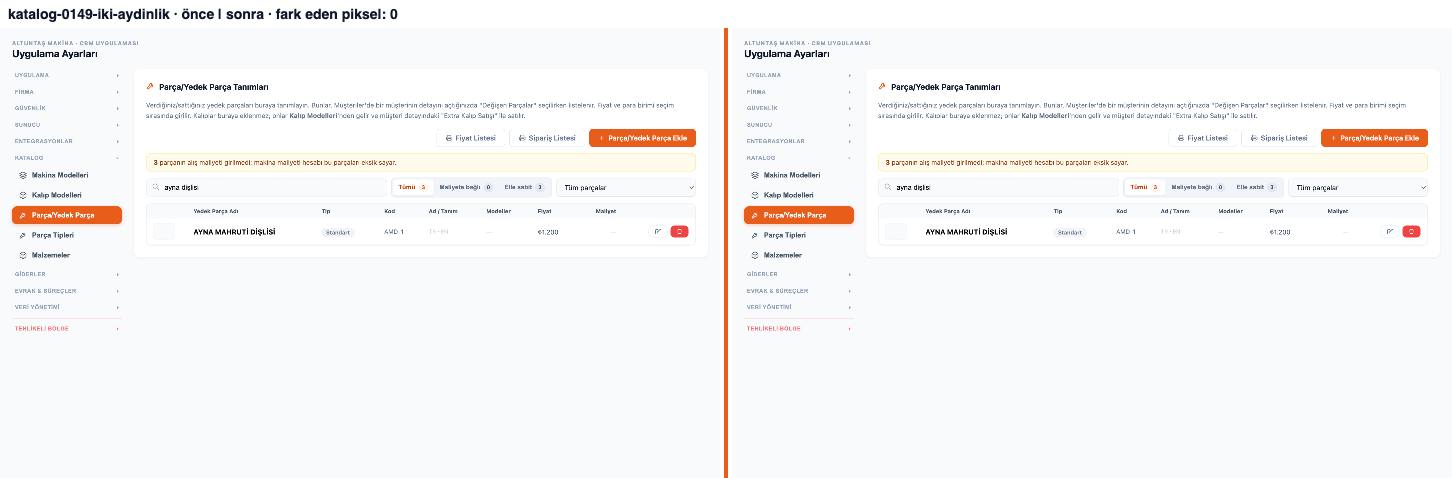 katalog-0149-iki-aydinlik · önce | sonra · fark eden piksel: 0
ALTUNTAŞ MAKİNA · CRM UYGULAMASI
Uygulama Ayarları
UYGULAMA
FİRMA
GÜVENLİK
SUNUCU
ENTEGRASYONLAR
KATALOG
Makina Modelleri
Kalıp Modelleri
Parça/Yedek Parça
Parça Tipleri
Malzemeler
GİDERLER
EVRAK & SÜREÇLER
VERİ YÖNETİMİ
TEHLİKELİ BÖLGE
Parça/Yedek Parça Tanımları
Verdiğiniz/sattığınız yedek parçaları buraya tanımlayın. Bunlar, Müşteriler'de bir müşterinin detayını açtığınızda "Değişen Parçalar" seçilirken listelenir. Fiyat ve para birimi seçim
sırasında girilir. Kalıplar buraya eklenmez; onlar Kalıp Modelleri'nden gelir ve müşteri detayındaki "Extra Kalıp Satışı" ile satılır.
Fiyat Listesi Sipariş Listesi + Parça/Yedek Parça Ekle
3 parçanın alış maliyeti girilmedi; makina maliyeti hesabı bu parçaları eksik sayar.
ayna dişlisi Tümü 3 Maliyete bağlı 0 Elle sabit 3 Tüm parçalar
Yedek Parça Adı Tip Kod Ad / Tanım Modeller Fiyat Maliyet
AYNA MAHRUTİ DİŞLİSİ Standart AMD-1 TR · EN — €1.200 —
ALTUNTAŞ MAKİNA · CRM UYGULAMASI
Uygulama Ayarları
UYGULAMA
FİRMA
GÜVENLİK
SUNUCU
ENTEGRASYONLAR
KATALOG
Makina Modelleri
Kalıp Modelleri
Parça/Yedek Parça
Parça Tipleri
Malzemeler
GİDERLER
EVRAK & SÜREÇLER
VERİ YÖNETİMİ
TEHLİKELİ BÖLGE
Parça/Yedek Parça Tanımları
Verdiğiniz/sattığınız yedek parçaları buraya tanımlayın. Bunlar, Müşteriler'de bir müşterinin detayını açtığınızda "Değişen Parçalar" seçilirken listelenir. Fiyat ve para birimi seçim
sırasında girilir. Kalıplar buraya eklenmez; onlar Kalıp Modelleri'nden gelir ve müşteri detayındaki "Extra Kalıp Satışı" ile satılır.
Fiyat Listesi Sipariş Listesi + Parça/Yedek Parça Ekle
3 parçanın alış maliyeti girilmedi; makina maliyeti hesabı bu parçaları eksik sayar.
ayna dişlisi Tümü 3 Maliyete bağlı 0 Elle sabit 3 Tüm parçalar
Yedek Parça Adı Tip Kod Ad / Tanım Modeller Fiyat Maliyet
AYNA MAHRUTİ DİŞLİSİ Standart AMD-1 TR · EN — €1.200 —